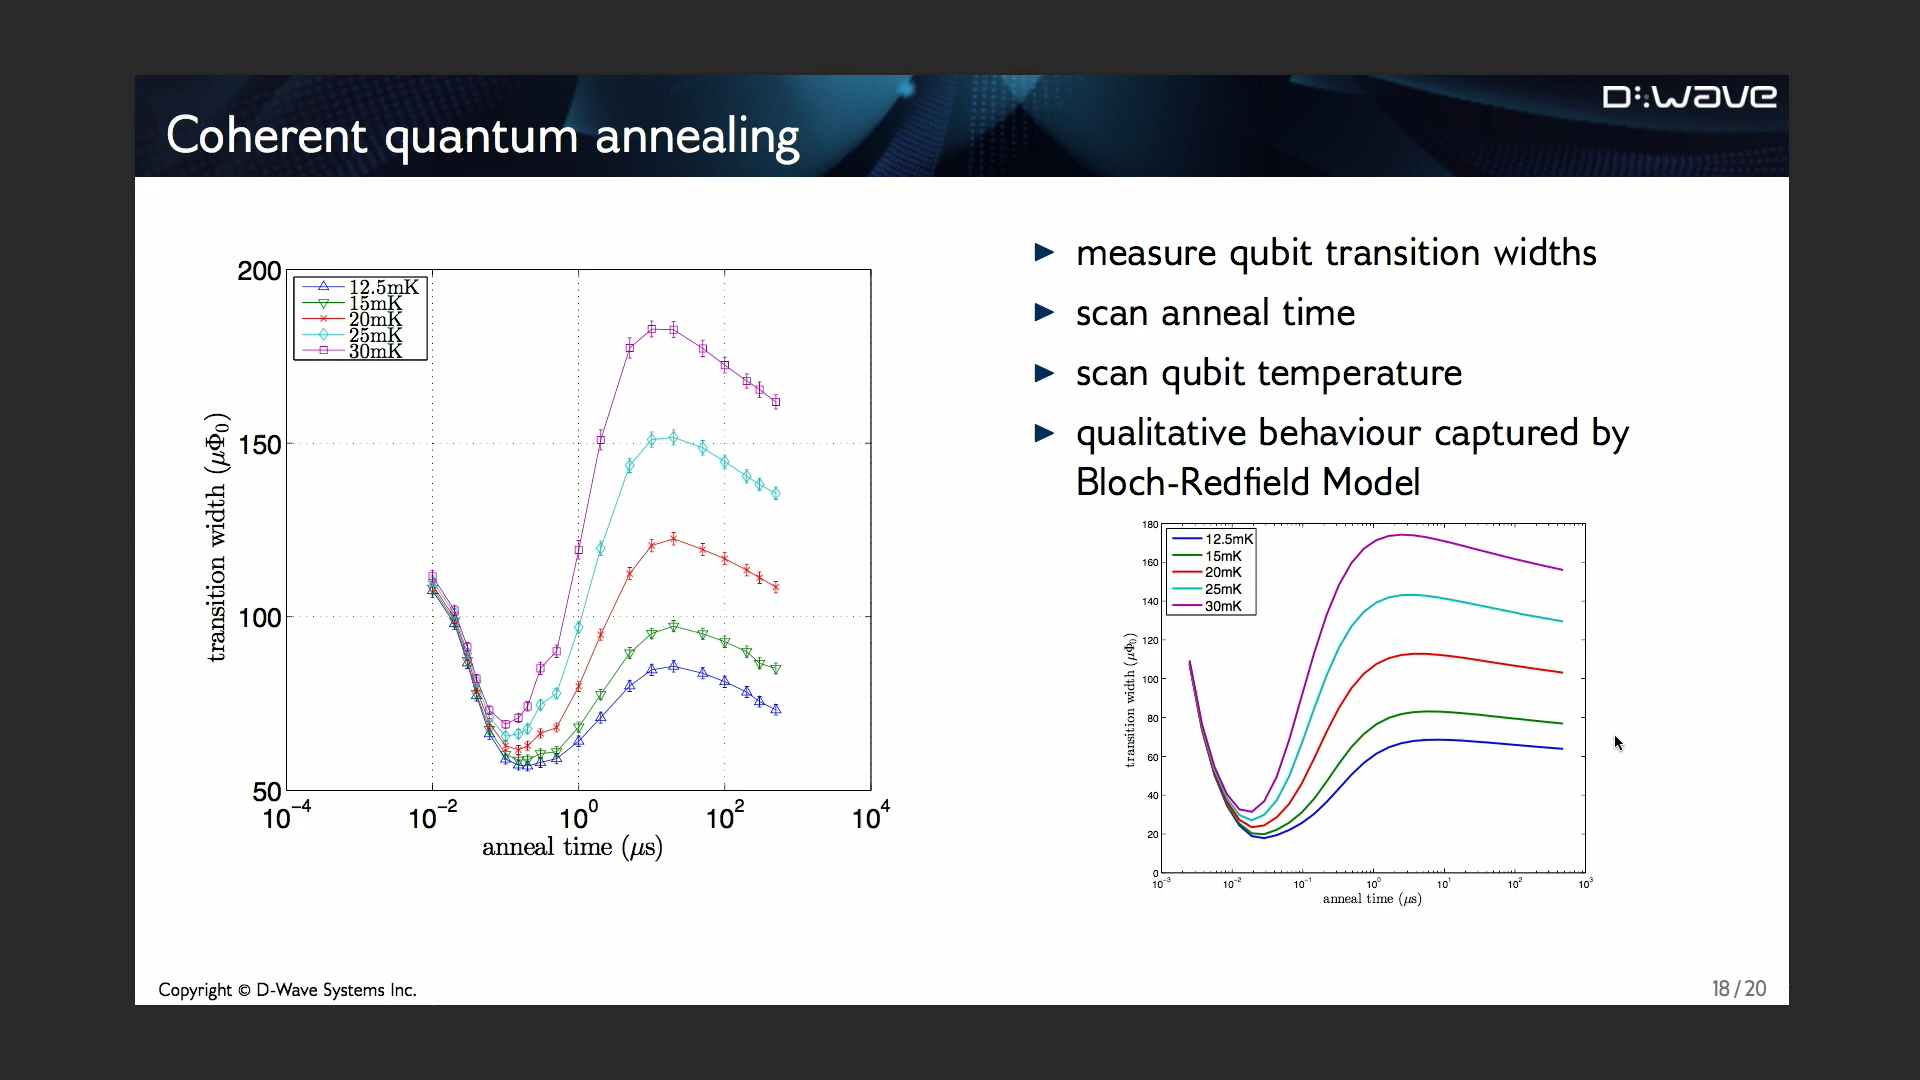 D:wave
Coherent quantum annealing
200
150
100
50
transition width (μΦ₀)
12.5mK
15mK
20mK
25mK
30mK
10⁻⁴
10⁻²
10⁰
10²
10⁴
anneal time (μs)
measure qubit transition widths
scan anneal time
scan qubit temperature
qualitative behaviour captured by
Bloch-Redfield Model
180
160
140
120
100
80
60
40
20
0
transition width (μΦ₀)
12.5mK
15mK
20mK
25mK
30mK
10⁻³
10⁻²
10⁻¹
10⁰
10¹
10²
10³
anneal time (μs)
Copyright © D-Wave Systems Inc.
18 / 20